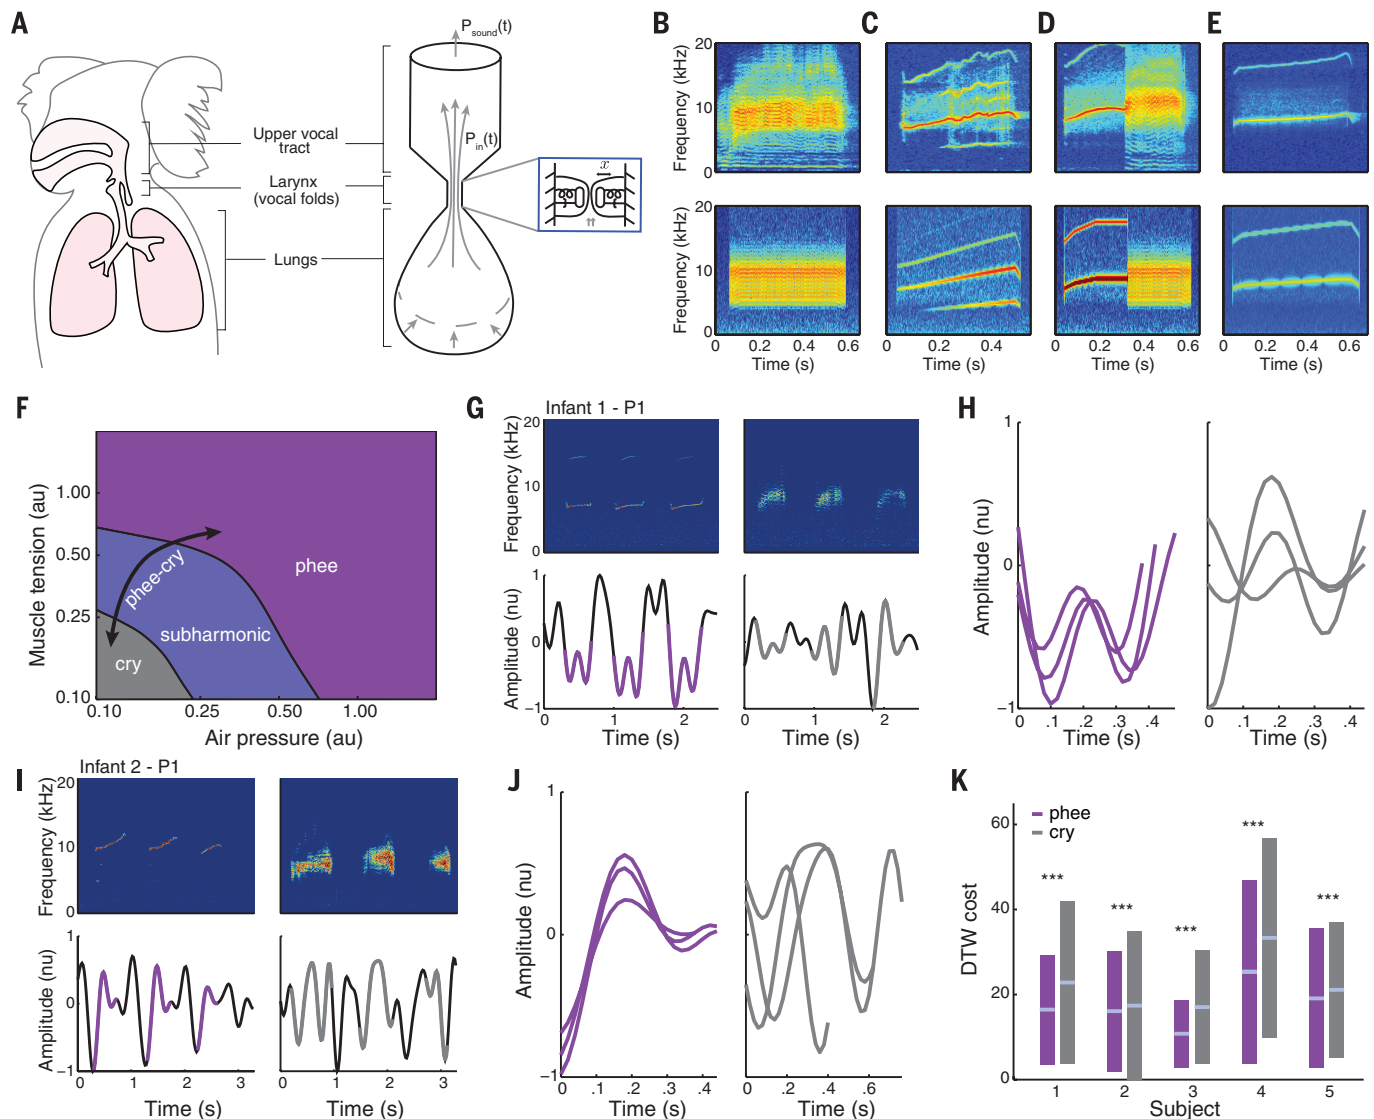 A
P_sound(t)
P_in(t)
x
Upper vocal
tract
Larynx
(vocal folds)
Lungs
B
C
D
E
Frequency (kHz)
20
10
0
Frequency (kHz)
20
10
0
0 0.2 0.4 0.6
0 0.2 0.4
0 0.2 0.4 0.6
0 0.2 0.4 0.6
Time (s)
Time (s)
Time (s)
Time (s)
F
Muscle tension (au)
1.00
0.50
0.25
0.10
phee
phee-cry
subharmonic
cry
0.10 0.25 0.50 1.00
Air pressure (au)
G
Infant 1 - P1
Frequency (kHz)
20
10
0
Amplitude (nu)
1
0
−1
0 1 2
0 1 2
Time (s)
Time (s)
H
Amplitude (nu)
1
0
−1
0 .1 .2 .3 .4
0 .1 .2 .3 .4
Time (s)
Time (s)
I
Infant 2 - P1
Frequency (kHz)
20
10
0
Amplitude (nu)
1
0
−1
0 1 2 3
0 1 2 3
Time (s)
Time (s)
J
Amplitude (nu)
1
0
−1
0 .1 .2 .3 .4
0 .2 .4 .6
Time (s)
Time (s)
K
DTW cost
60
40
20
0
phee
cry
***
***
***
***
***
1 2 3 4 5
Subject